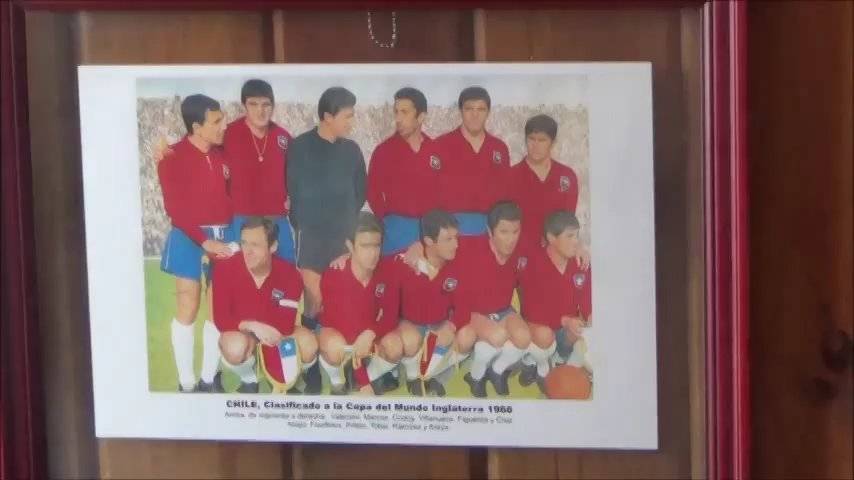 CHILE, Clasificado a la Copa del Mundo Inglaterra 1966
Arriba de izquierda a derecha: Valentini, Marcos, Godoy, Villanueva, Figueroa y Cruz
Abajo: Fouilloux, Prieto, Tobar, Ramírez y Araya